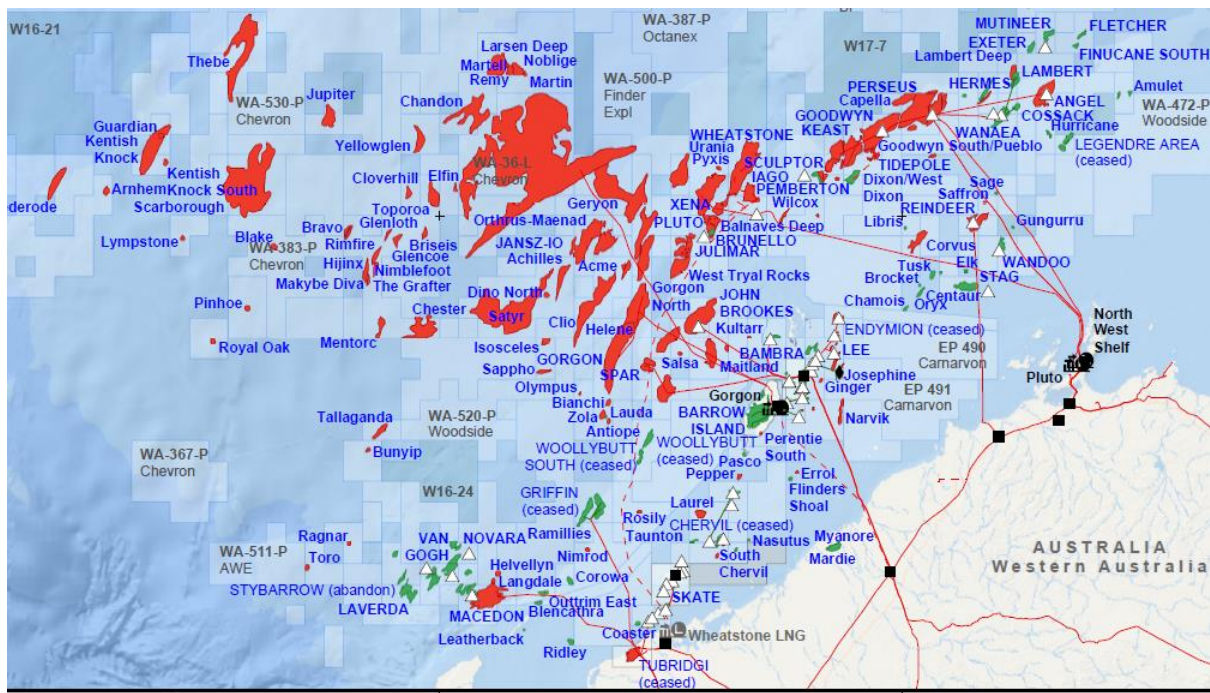 W16-21
WA-387-P
Octanex
W17-7
MUTINEER
FLETCHER
EXETER
Lambert Deep
FINUCANE SOUTH
Thebe
Larsen Deep
Martell
Noblige
Remy
Martin
WA-500-P
Finder
Expl
WA-530-P
Chevron
Jupiter
Chandon
PERSEUS
HERMES
LAMBERT
Amulet
Capella
ANGEL
WA-472-P
Woodside
GOODWYN
COSSACK
KEAST
WANAEA
Hurricane
Goodwyn
South/Pueblo
LEGENDRE AREA
(ceased)
Guardian
Kentish
Knock
Yellowglen
WHEATSTONE
Urania
Pyxis
SCULPTOR
TIDEPOLE
IAGO
Dixon/West
Dixon
Sage
Saffron
WA-36-L
Chevron
Kentish
Knock South
Arnhem
Scarborough
Cloverhill
Elfin
PEMBERTON
Wilcox
REINDEER
Libris
Gungurru
ederode
Toporoa
Orthrus-Maenad
Geryon
XENA
PLUTO
Balnaves Deep
BRUNELLO
JULIMAR
Lympstone
Blake
Bravo
Glenloth
Rimfire
Briseis
WA-383-P
Chevron
Hijinx
Glencoe
Nimblefoot
Makybe Diva
The Grafter
JANSZ-IO
Achilles
Acme
West Tryal Rocks
Corvus
Elk
WANDOO
Tusk
STAG
Brocket
Centaur
Oryx
Chamois
Pinhoe
Chester
Dino North
Satyr
Gorgon
North
JOHN
BROOKES
Clio
Helene
Kultarr
ENDYMION (ceased)
North
West
Shelf
Royal Oak
Mentorc
Isosceles
GORGON
Sappho
SPAR
Salsa
BAMBRA
Maitland
LEE
EP 490
Carnarvon
Josephine
Ginger
EP 491
Carnarvon
Pluto
Olympus
Bianchi
Zola
Lauda
Antiope
Gorgon
BARROW
ISLAND
Narvik
Tallaganda
WA-520-P
Woodside
Bunyip
WOOLLYBUTT
SOUTH (ceased)
WOOLLYBUTT
(ceased)
Perentie
South
Pasco
Pepper
WA-367-P
Chevron
W16-24
GRIFFIN
(ceased)
Errol
Flinders
Shoal
Laurel
Rosily
Ragnar
VAN
NOVARA
Ramillies
Taunton
CHERVIL (ceased)
Nasutus
Myanore
Mardie
AUSTRALIA
Western Australia
WA-511-P
AWE
Toro
GOGH
Nimrod
South
Chervil
STYBARROW (abandon)
Helvellyn
Langdale
Corowa
LAVERDA
Outtrim East
SKATE
MACEDON
Blencathra
Leatherback
Coaster
Wheatstone LNG
Ridley
TUBRIDGI
(ceased)